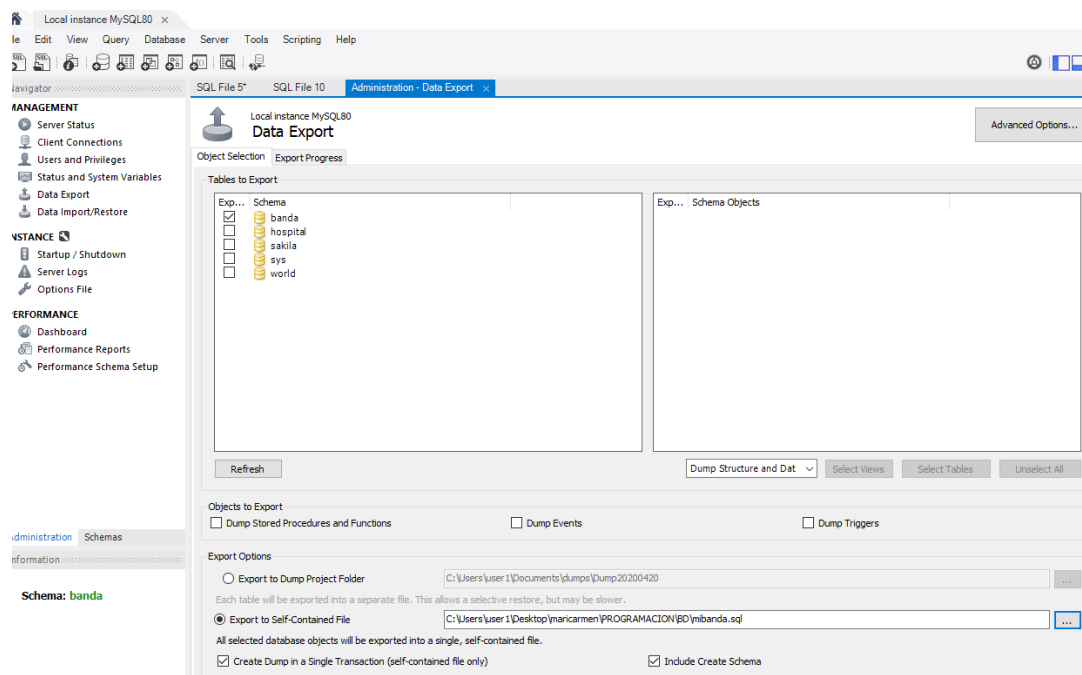 Local instance MySQL80
le Edit View Query Database Server Tools Scripting Help
Navigator
SQL File 5* SQL File 10 Administration - Data Export
MANAGEMENT
Server Status
Client Connections
Users and Privileges
Status and System Variables
Data Export
Data Import/Restore
NSTANCE
Startup / Shutdown
Server Logs
Options File
PERFORMANCE
Dashboard
Performance Reports
Performance Schema Setup
Administration Schemas
nformation
Schema: banda
Local instance MySQL80
Data Export
Advanced Options...
Object Selection Export Progress
Tables to Export
Exp... Schema
banda
hospital
sakila
sys
world
Exp... Schema Objects
Refresh
Dump Structure and Dat Select Views Select Tables Unselect All
Objects to Export
Dump Stored Procedures and Functions Dump Events Dump Triggers
Export Options
Export to Dump Project Folder C:\Users\user1\Documents\dumps\Dump20200420 ...
Each table will be exported into a separate file. This allows a selective restore, but may be slower.
Export to Self-Contained File C:\Users\user1\Desktop\maricarmen\PROGRAMACION\BD\mibanda.sql ...
All selected database objects will be exported into a single, self-contained file.
Create Dump in a Single Transaction (self-contained file only) Include Create Schema